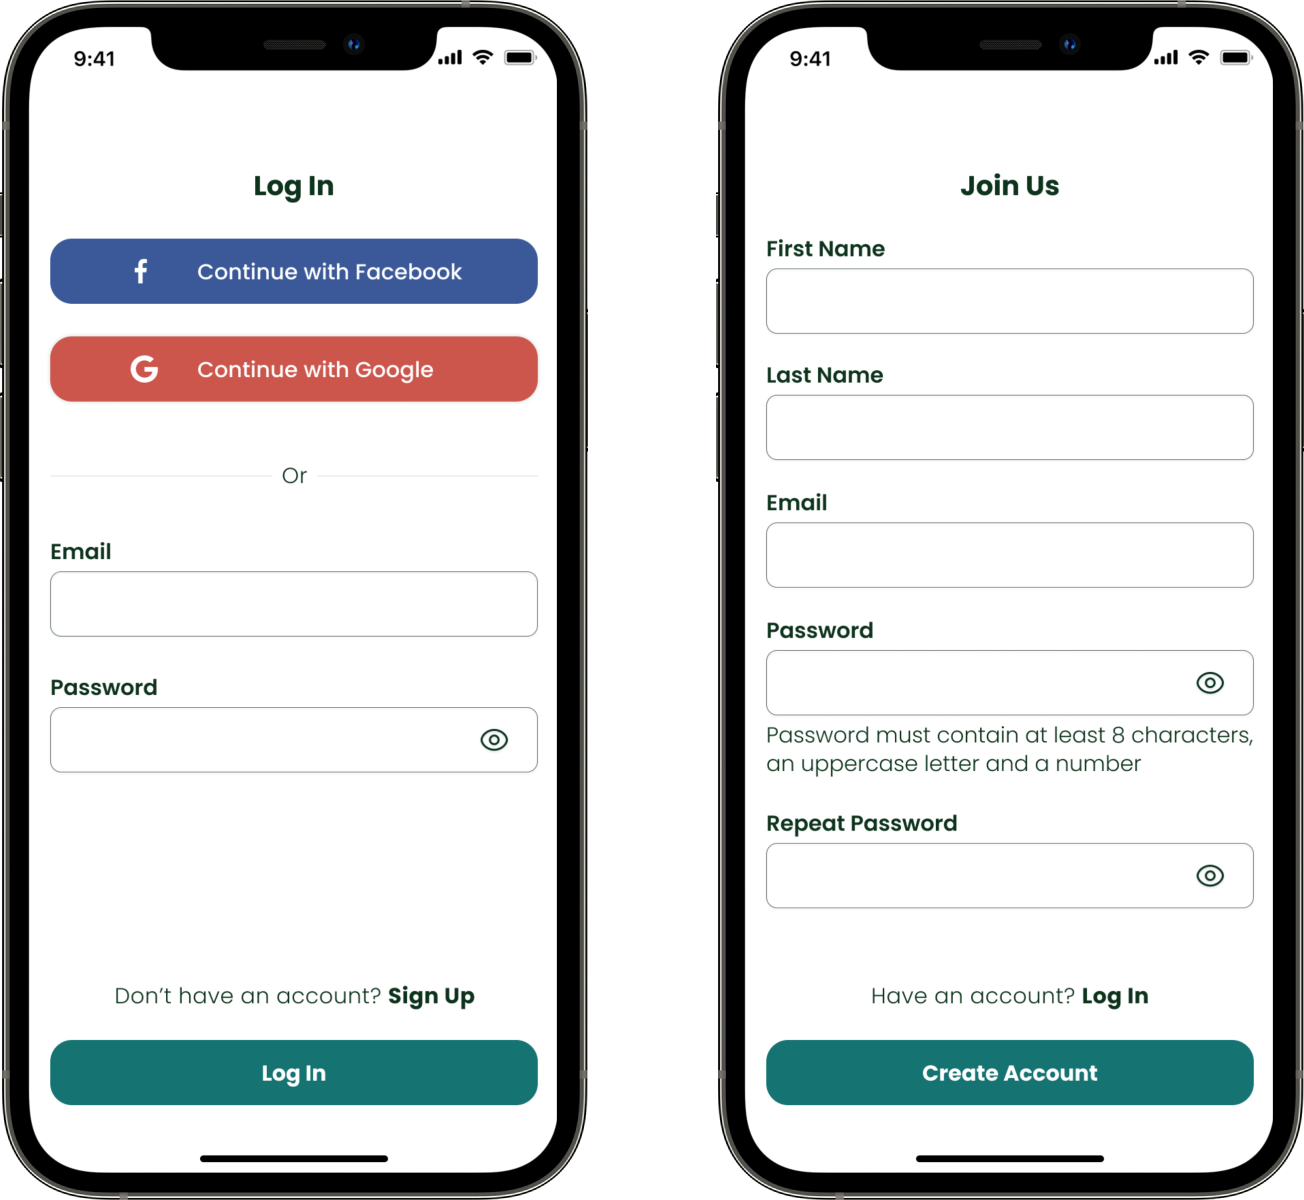 9:41
Log In
Continue with Facebook
Continue with Google
Or
Email
Password
Don’t have an account? Sign Up
Log In
9:41
Join Us
First Name
Last Name
Email
Password
Password must contain at least 8 characters,
an uppercase letter and a number
Repeat Password
Have an account? Log In
Create Account